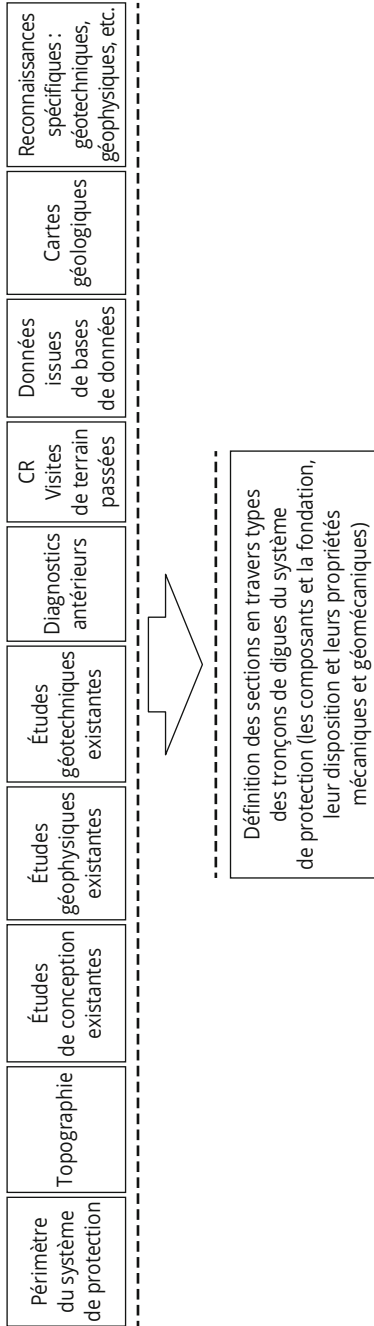 Périmètre
du système
de protection
Topographie
Études
de conception
existantes
Études
géophysiques
existantes
Études
géotechniques
existantes
Diagnostics
antérieurs
CR
Visites
de terrain
passées
Données
issues
de bases
de données
Cartes
géologiques
Reconnaissances
spécifiques :
géotechniques,
géophysiques, etc.
Définition des sections en travers types
des tronçons de digues du système
de protection (les composants et la fondation,
leur disposition et leurs propriétés
mécaniques et géomécaniques)